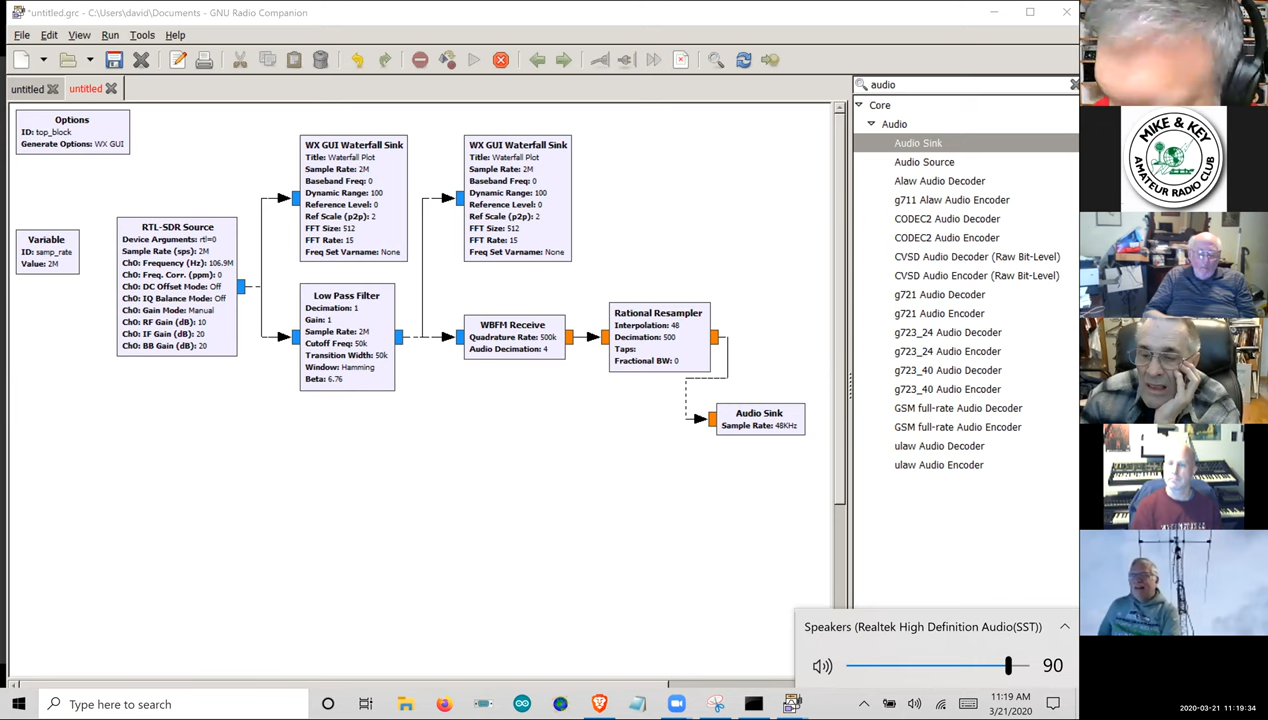 *untitled.grc - C:\Users\david\Documents - GNU Radio Companion
File Edit View Run Tools Help
untitled untitled
audio
Core
Audio
Audio Sink
Audio Source
Alaw Audio Decoder
g711 Alaw Audio Encoder
CODEC2 Audio Decoder
CODEC2 Audio Encoder
CVSD Audio Decoder (Raw Bit-Level)
CVSD Audio Encoder (Raw Bit-Level)
g721 Audio Decoder
g721 Audio Encoder
g723_24 Audio Decoder
g723_24 Audio Encoder
g723_40 Audio Decoder
g723_40 Audio Encoder
GSM full-rate Audio Decoder
GSM full-rate Audio Encoder
ulaw Audio Decoder
ulaw Audio Encoder
Options
ID: top_block
Generate Options: WX GUI
Variable
ID: samp_rate
Value: 2M
RTL-SDR Source
Device Arguments: rtl=0
Sample Rate (sps): 2M
Ch0: Frequency (Hz): 106.9M
Ch0: Freq. Corr. (ppm): 0
Ch0: DC Offset Mode: Off
Ch0: IQ Balance Mode: Off
Ch0: Gain Mode: Manual
Ch0: RF Gain (dB): 10
Ch0: IF Gain (dB): 20
Ch0: BB Gain (dB): 20
WX GUI Waterfall Sink
Title: Waterfall Plot
Sample Rate: 2M
Baseband Freq: 0
Dynamic Range: 100
Reference Level: 0
Ref Scale (p2p): 2
FFT Size: 512
FFT Rate: 15
Freq Set Varname: None
WX GUI Waterfall Sink
Title: Waterfall Plot
Sample Rate: 2M
Baseband Freq: 0
Dynamic Range: 100
Reference Level: 0
Ref Scale (p2p): 2
FFT Size: 512
FFT Rate: 15
Freq Set Varname: None
Low Pass Filter
Decimation: 1
Gain: 1
Sample Rate: 2M
Cutoff Freq: 50k
Transition Width: 50k
Window: Hamming
Beta: 6.76
WBFM Receive
Quadrature Rate: 500k
Audio Decimation: 4
Rational Resampler
Interpolation: 48
Decimation: 500
Taps:
Fractional BW: 0
Audio Sink
Sample Rate: 48KHz
MIKE & KEY
AMATEUR RADIO CLUB
Speakers (Realtek High Definition Audio(SST))
90
Type here to search
11:19 AM
3/21/2020
2020-03-21 11:19:34